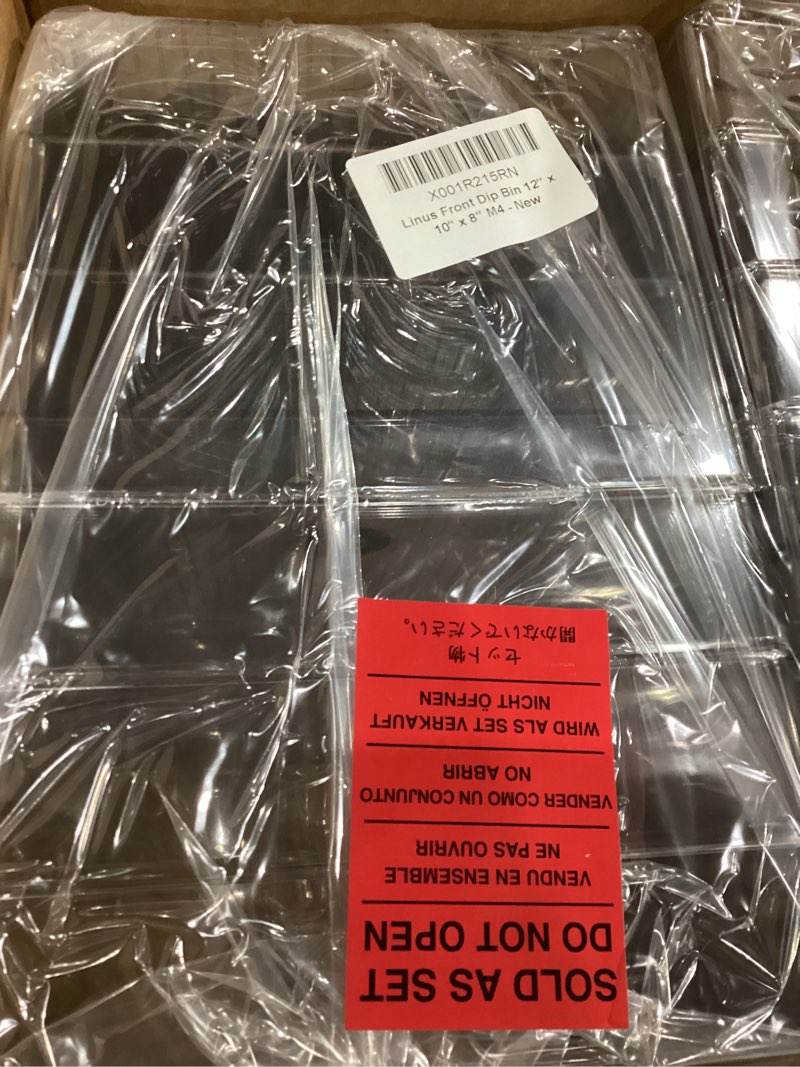 X001R215RN
Linus Front Dip Bin 12" x
10" x 8" M4 - New
SOLD AS SET
DO NOT OPEN
VENDU EN ENSEMBLE
NE PAS OUVRIR
VENDER COMO UN CONJUNTO
NO ABRIR
WIRD ALS SET VERKAUFT
NICHT ÖFFNEN
セット物
開かないでください。